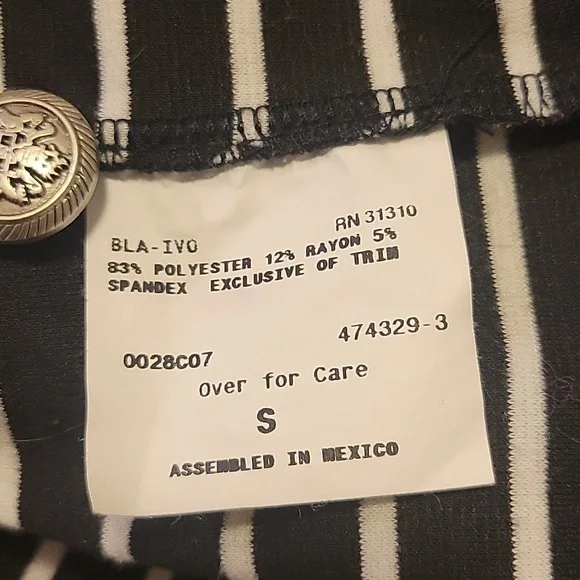 RN 31310
BLA-IVO
83% POLYESTER 12% RAYON 5%
SPANDEX EXCLUSIVE OF TRIM
474329-3
0028C07
Over for Care
S
ASSEMBLED IN MEXICO